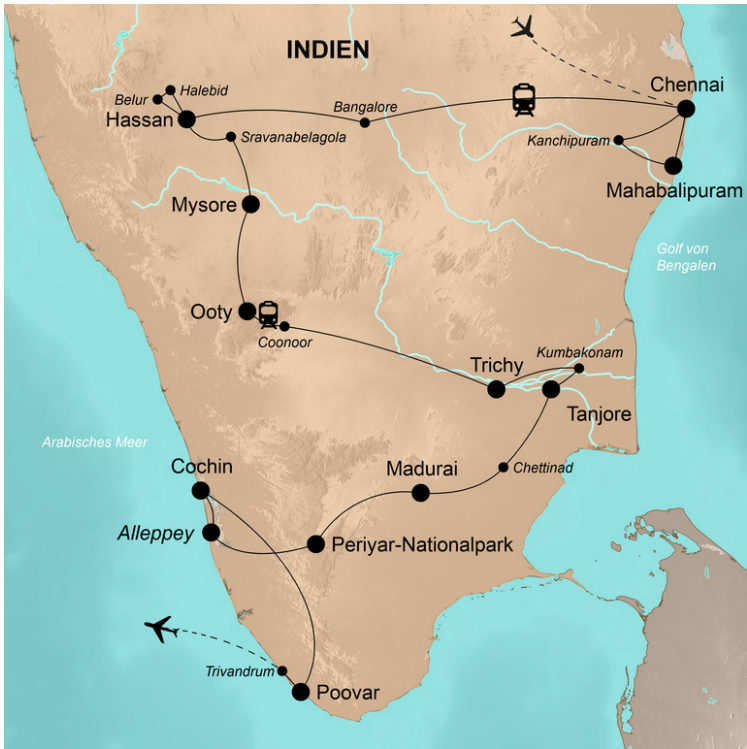 INDIEN
Chennai
Halebid
Belur
Bangalore
Hassan
Sravanabelagola
Kanchipuram
Mahabalipuram
Mysore
Golf von
Bengalen
Ooty
Coonoor
Kumbakonam
Trichy
Tanjore
Arabisches Meer
Cochin
Madurai
Chettinad
Alleppey
Periyar-Nationalpark
Trivandrum
Poovar